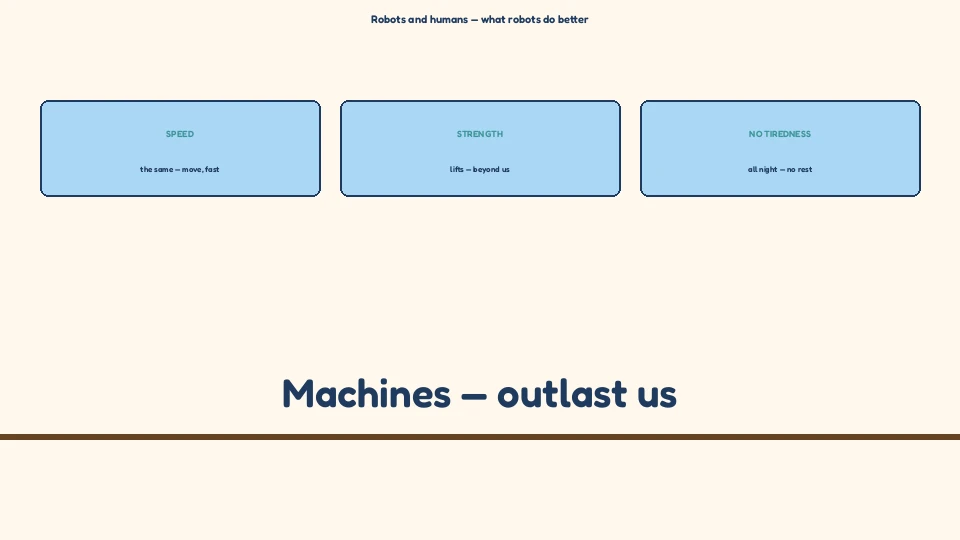 Robots and humans — what robots do better
SPEED
the same — move, fast
STRENGTH
lifts — beyond us
NO TIREDNESS
all night — no rest
Machines — outlast us